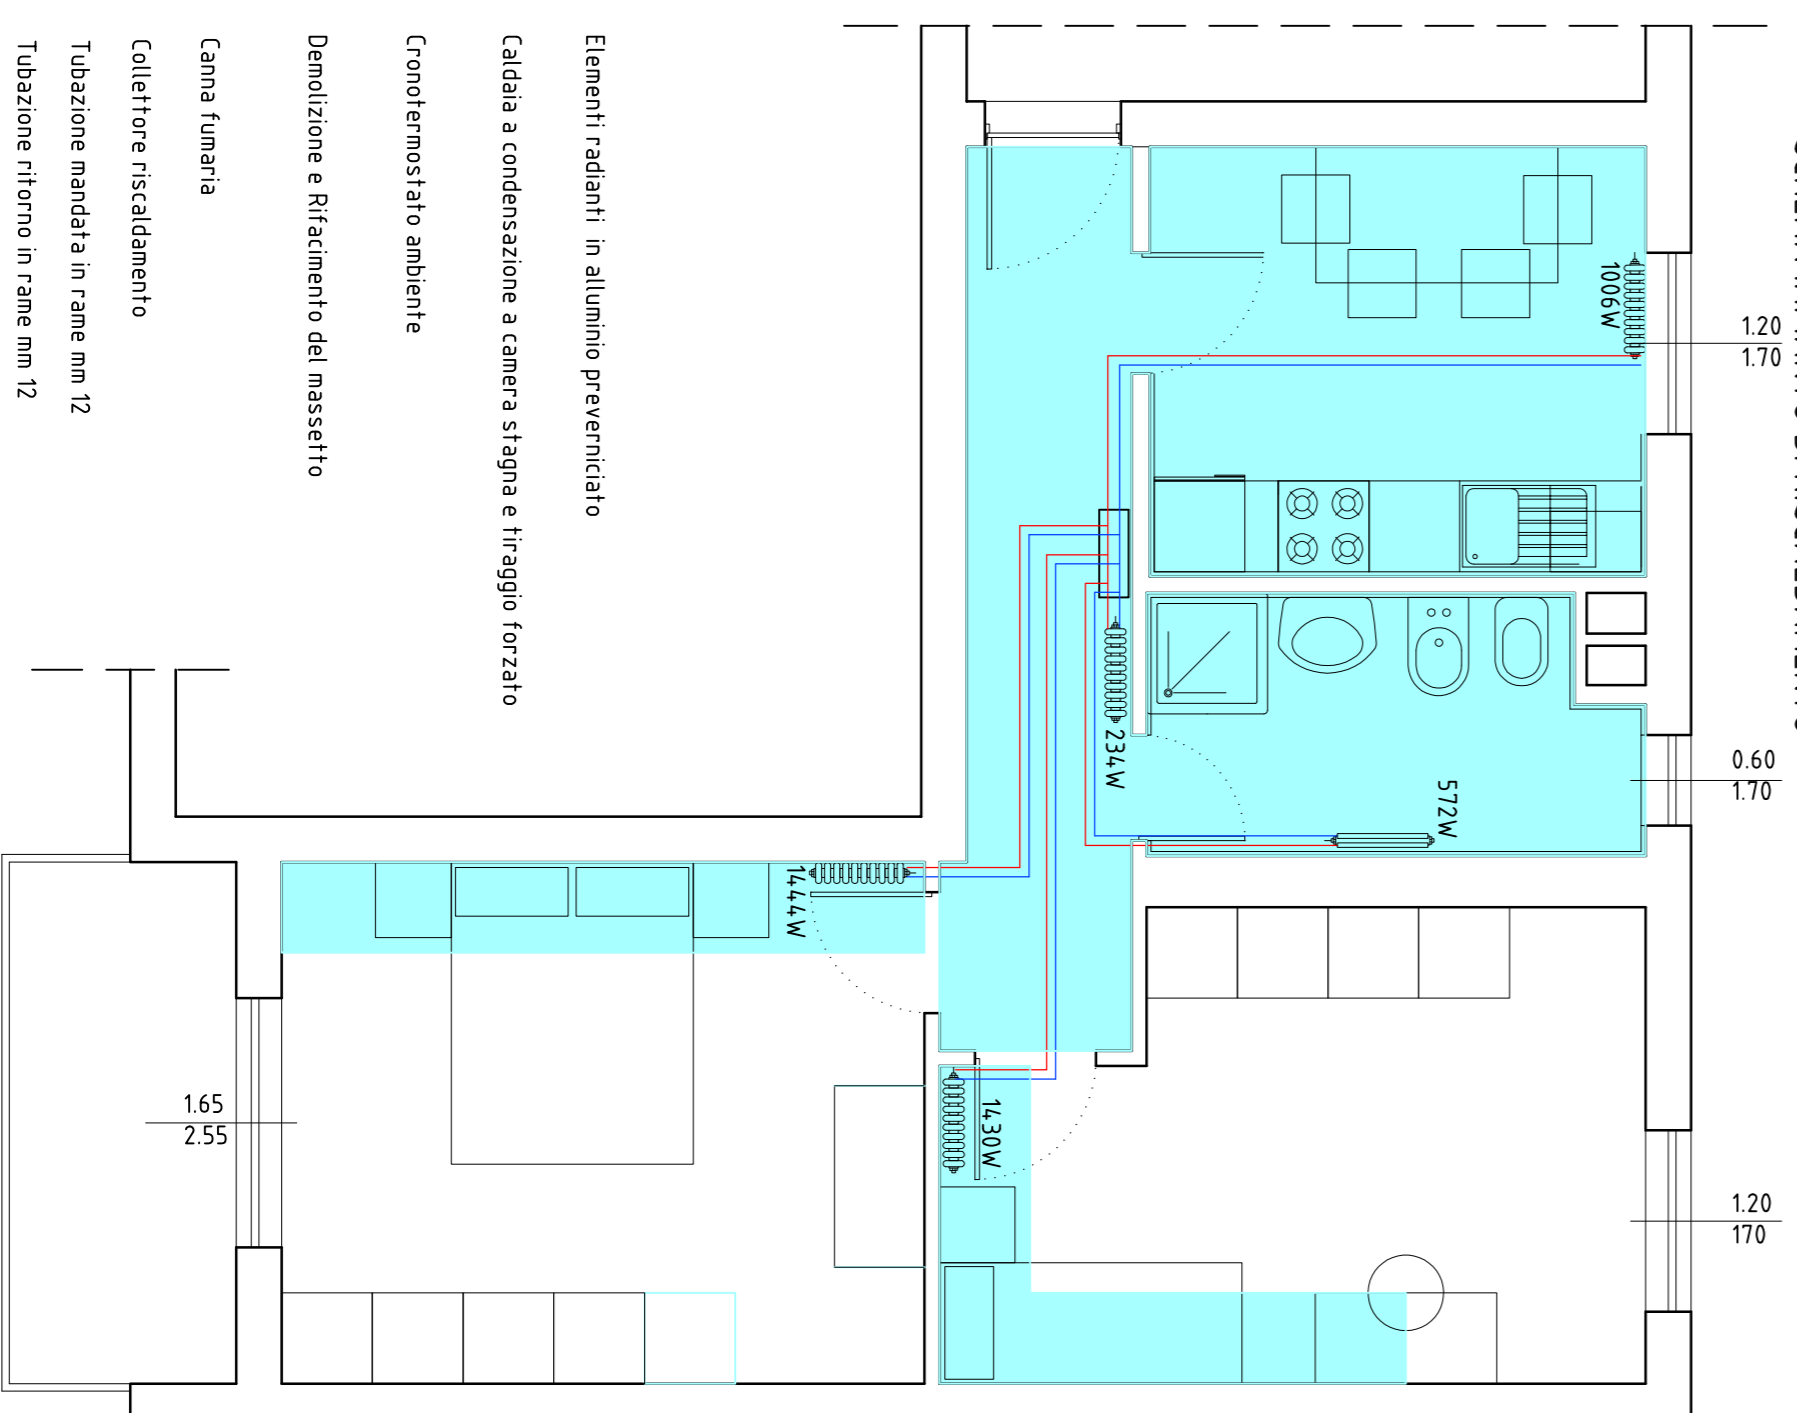 Elementi radianti in alluminio preverniciato
Caldaia a condensazione a camera stagna e tiraggio forzato
Cronotermostato ambiente
Demolizione e Rifacimento del massetto
Canna fumaria
Collettore riscaldamento
Tubazione mandata in rame mm 12
Tubazione ritorno in rame mm 12
1006W
1.20
1.70
234W
572W
0.60
1.70
1444W
1430W
1.65
2.55
1.20
170